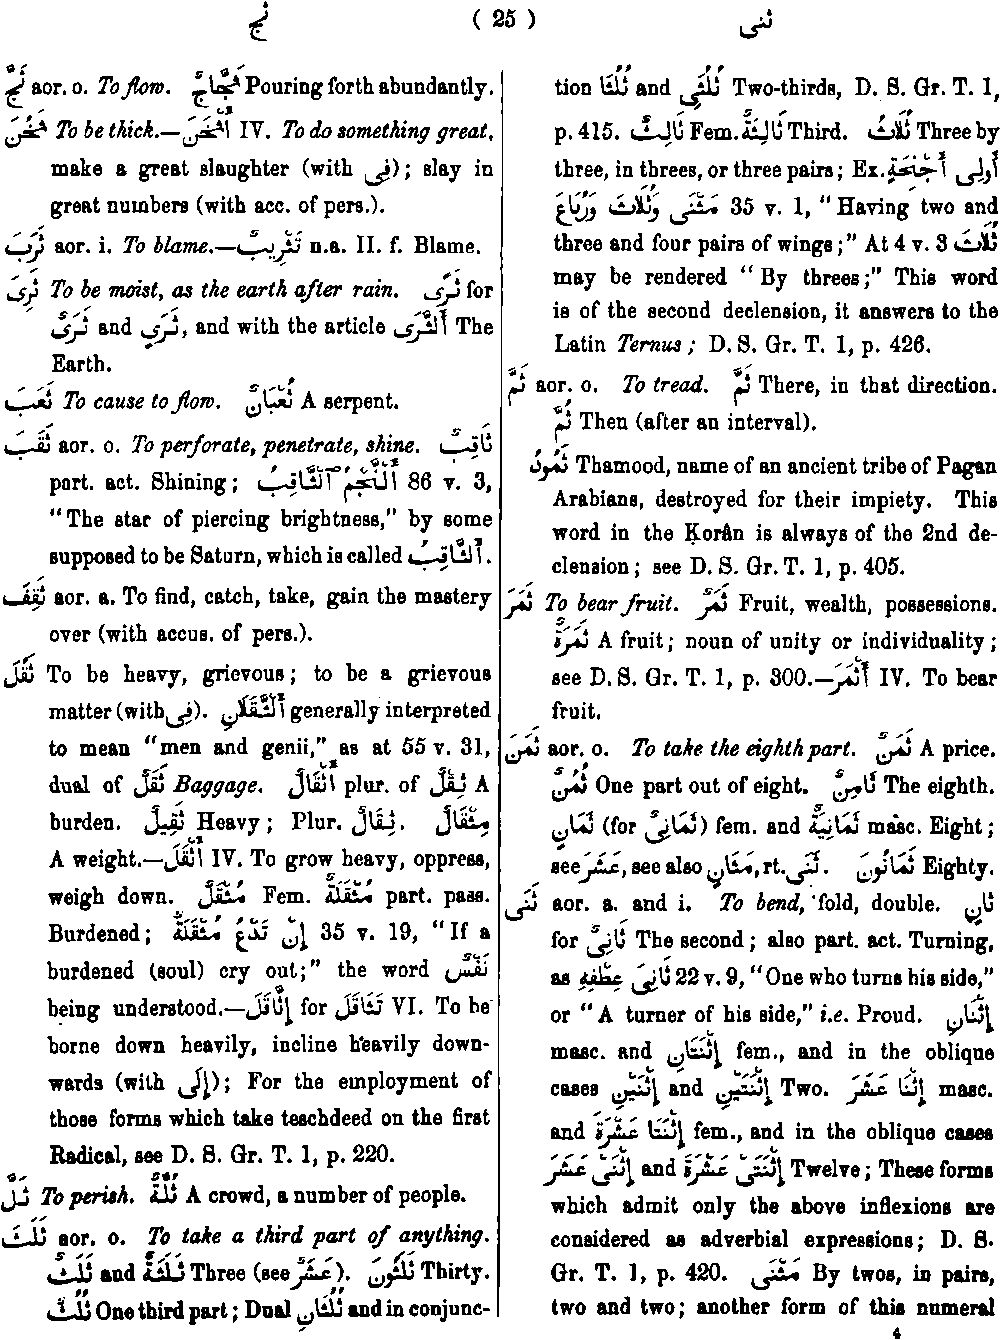 ثج ( 25 ) ثنى
ثَجَّ aor. o. To flow. ثَجَّاجٌ Pouring forth abundantly.
ثَخُنَ To be thick.—أَثْخَنَ IV. To do something great,
make a great slaughter (with فِى); slay in
great numbers (with acc. of pers.).
ثَرَبَ aor. i. To blame.—تَثْرِيبٌ n.a. II. f. Blame.
ثَرِىَ To be moist, as the earth after rain. ثَرًى for
ثَرَىٌ and ثَرَىٍ, and with the article أَلثَّرَى The
Earth.
ثَعَبَ To cause to flow. ثُعْبَانٌ A serpent.
ثَقَبَ aor. o. To perforate, penetrate, shine. ثَاقِبٌ
part. act. Shining; أَلنَّجْمُ ٱلثَّاقِبُ 86 v. 3,
"The star of piercing brightness," by some
supposed to be Saturn, which is called أَلثَّاقِبُ.
ثَقِفَ aor. a. To find, catch, take, gain the mastery
over (with accus. of pers.).
ثَقُلَ To be heavy, grievous; to be a grievous
matter (with فِى). أَلثَّقَلَانِ generally interpreted
to mean "men and genii," as at 55 v. 31,
dual of ثَقَلٌ Baggage. أَثْقَالٌ plur. of ثِقْلٌ A
burden. ثَقِيلٌ Heavy; Plur. ثِقَالٌ. مِثْقَالٌ
A weight.—أَثْقَلَ IV. To grow heavy, oppress,
weigh down. مُثْقَلٌ Fem. مُثْقَلَةٌ part. pass.
Burdened; إِنْ تَدْعُ مُثْقَلَةٌ 35 v. 19, "If a
burdened (soul) cry out;" the word نَفْسٌ
being understood.—إِثَّاقَلَ for تَثَاقَلَ VI. To be
borne down heavily, incline heavily down-
wards (with إِلَى); For the employment of
those forms which take teschdeed on the first
Radical, see D. S. Gr. T. 1, p. 220.
ثَلَّ To perish. ثُلَّةٌ A crowd, a number of people.
ثَلَثَ aor. o. To take a third part of anything.
ثَلَثٌ and ثَلَثَةٌ Three (see عَشَرَ). ثَلَثُونَ Thirty.
ثُلُثٌ One third part; Dual ثُلُثَانِ and in conjunc-
tion ثُلُثَا and ثُلُثَىْ Two-thirds, D. S. Gr. T. 1,
p. 415. ثَالِثٌ Fem. ثَالِثَةٌ Third. ثُلَاثَ Three by
three, in threes, or three pairs; Ex. أُولِى أَجْنِحَةٍ
مَثْنَى وَثُلَاثَ وَرُبَاعَ 35 v. 1, "Having two and
three and four pairs of wings;" At 4 v. 3 ثُلَاثَ
may be rendered "By threes;" This word
is of the second declension, it answers to the
Latin Ternus; D. S. Gr. T. 1, p. 426.
ثَمَّ aor. o. To tread. ثَمَّ There, in that direction.
ثُمَّ Then (after an interval).
ثَمُودُ Thamood, name of an ancient tribe of Pagan
Arabians, destroyed for their impiety. This
word in the Ḳorân is always of the 2nd de-
clension; see D. S. Gr. T. 1, p. 405.
ثَمَرَ To bear fruit. ثَمَرٌ Fruit, wealth, possessions.
ثَمَرَةٌ A fruit; noun of unity or individuality;
see D. S. Gr. T. 1, p. 300.—أَثْمَرَ IV. To bear
fruit.
ثَمَنَ aor. o. To take the eighth part. ثَمَنٌ A price.
ثُمُنٌ One part out of eight. ثَامِنٌ The eighth.
ثَمَانٍ (for ثَمَانِىٌ) fem. and ثَمَانِيَةٌ masc. Eight;
see عَشَرَ, see also مَثَانٍ, rt. ثَنَى. ثَمَانُونَ Eighty.
ثَنَى aor. a. and i. To bend, fold, double. ثَانٍ
for ثَانِىٌ The second; also part. act. Turning,
as ثَانِىَ عِطْفِهِ 22 v. 9, "One who turns his side,"
or "A turner of his side," i.e. Proud. إِثْنَانِ
masc. and إِثْنَتَانِ fem., and in the oblique
cases إِثْنَيْنِ and إِثْنَتَيْنِ Two. إِثْنَا عَشَرَ masc.
and إِثْنَتَا عَشْرَةَ fem., and in the oblique cases
إِثْنَىْ عَشَرَ and إِثْنَتَىْ عَشْرَةَ Twelve; These forms
which admit only the above inflexions are
considered as adverbial expressions; D. S.
Gr. T. 1, p. 420. مَثْنَى By twos, in pairs,
two and two; another form of this numeral
4